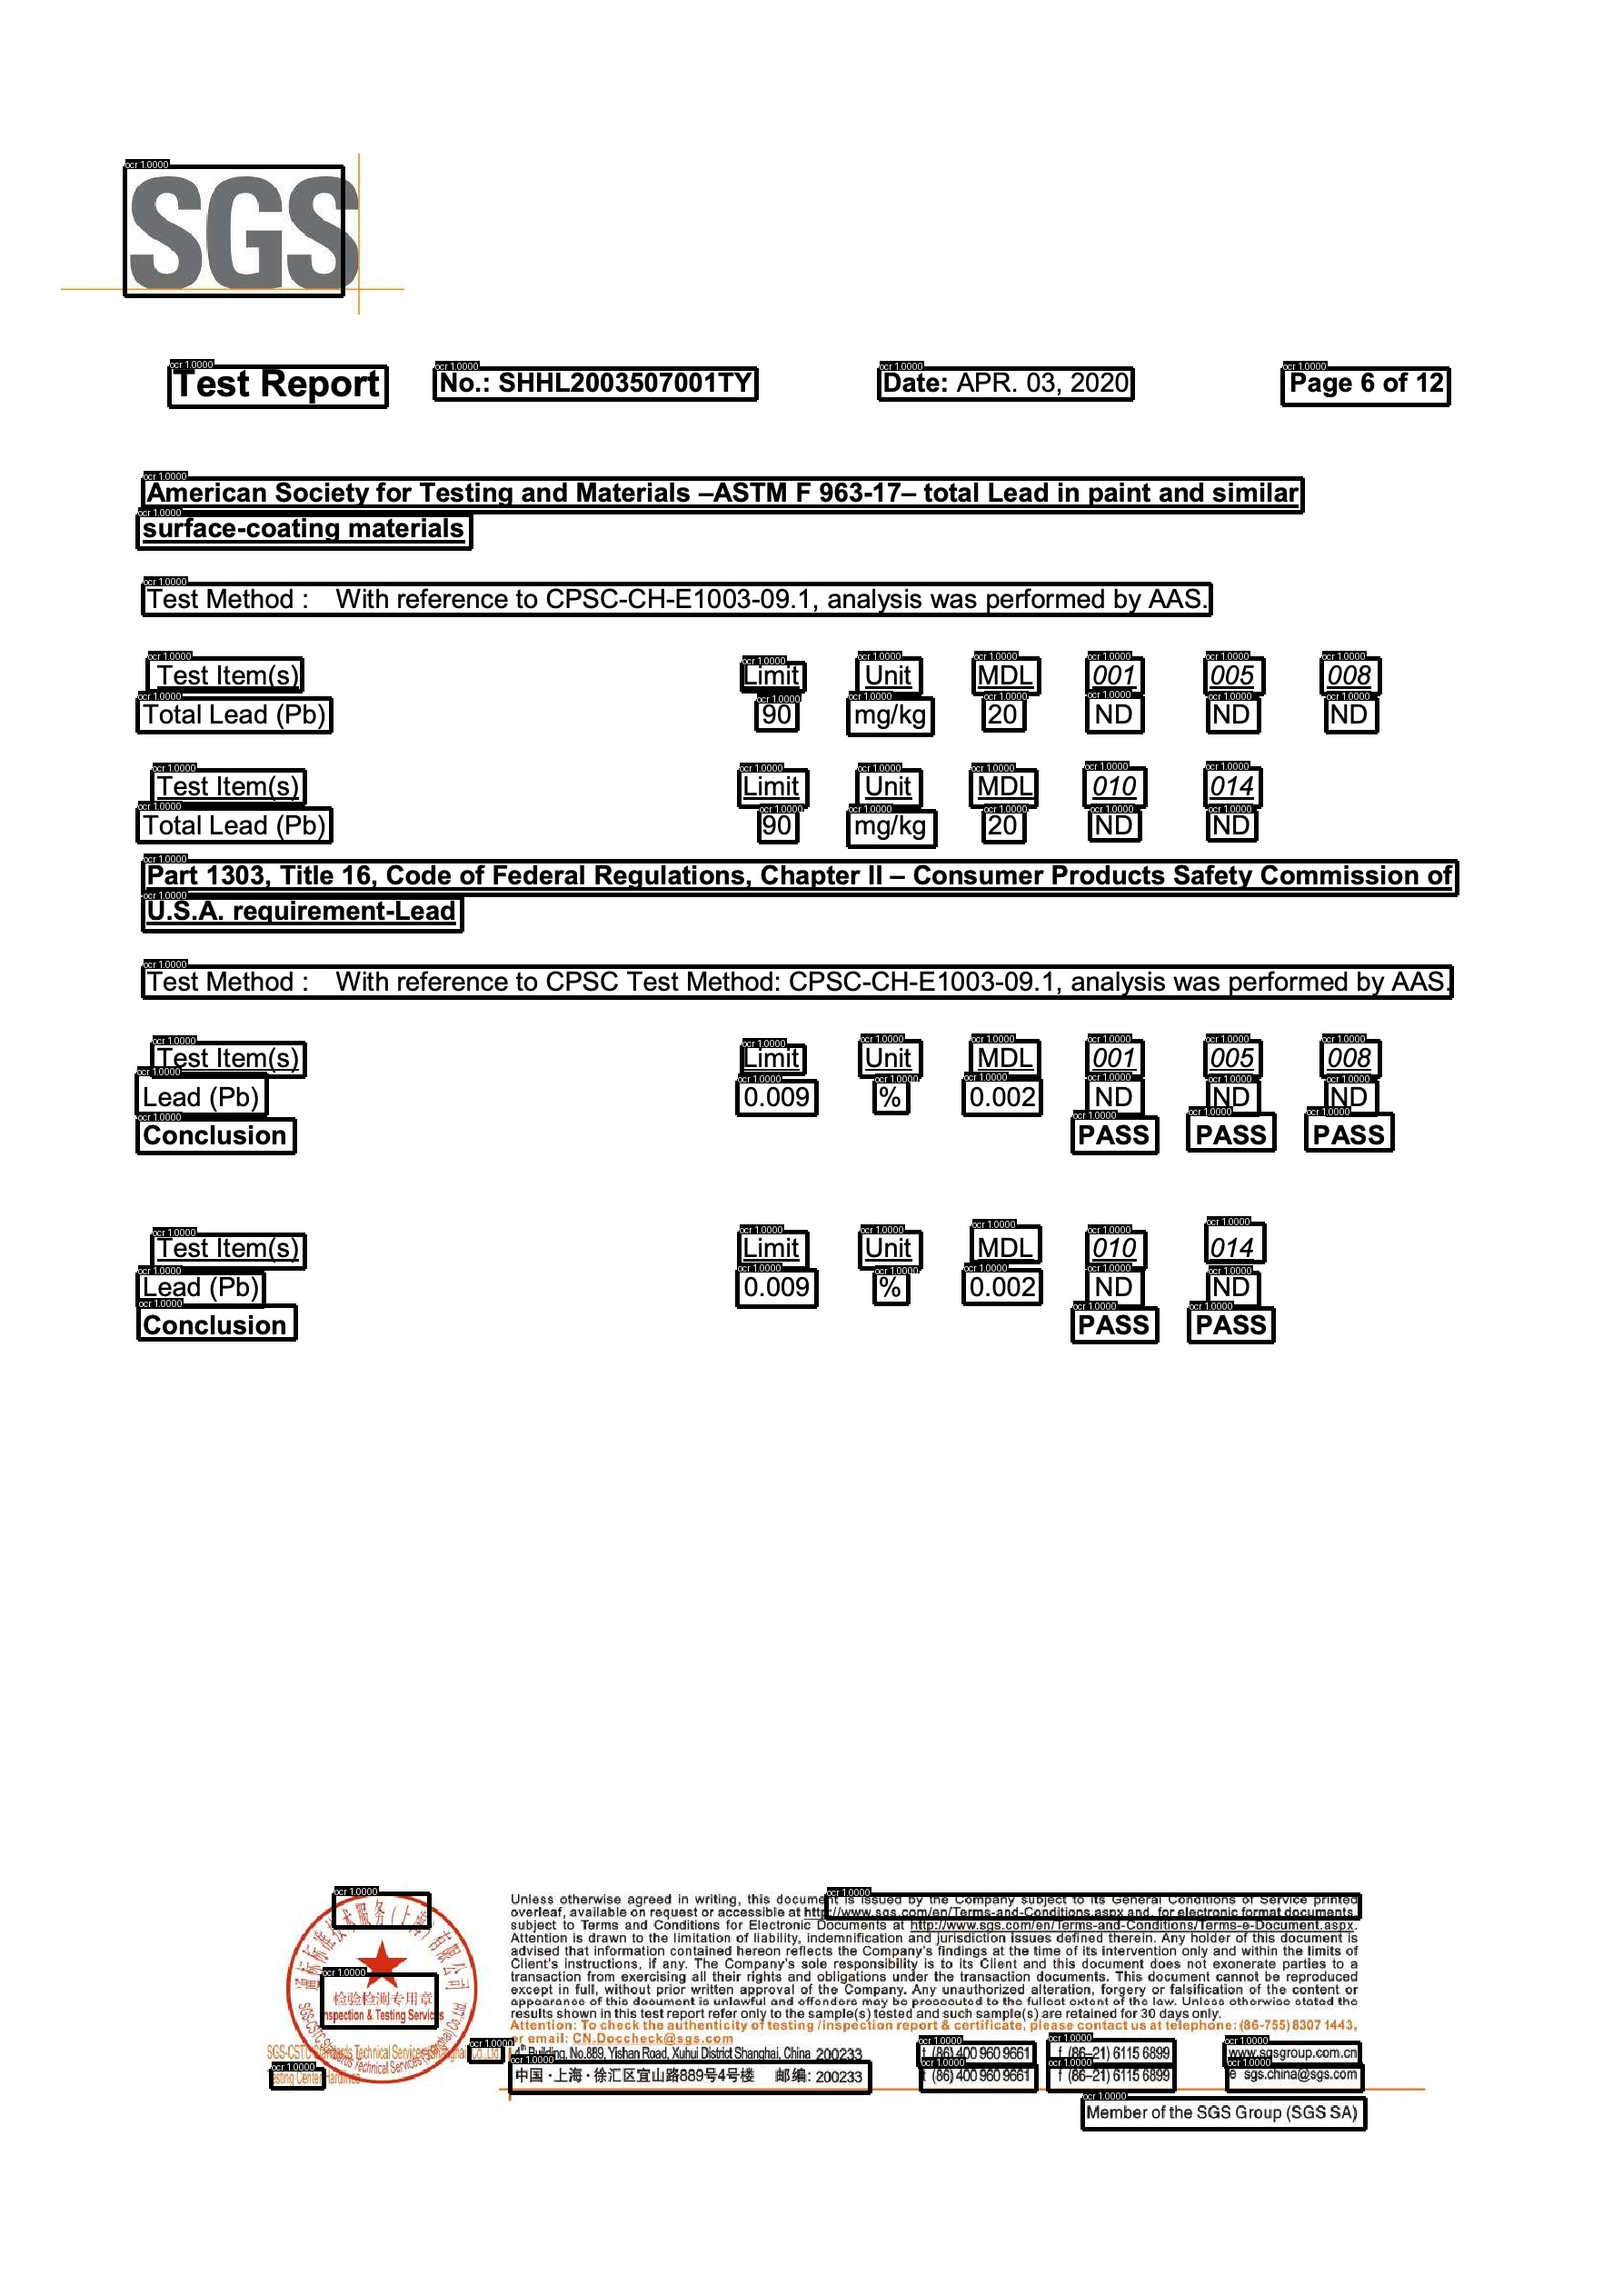 SGS
Test Report No.: SHHL2003507001TY Date: APR. 03, 2020 Page 6 of 12
American Society for Testing and Materials –ASTM F 963-17– total Lead in paint and similar
surface-coating materials
Test Method : With reference to CPSC-CH-E1003-09.1, analysis was performed by AAS.
Test Item(s) Limit Unit MDL 001 005 008
Total Lead (Pb) 90 mg/kg 20 ND ND ND
Test Item(s) Limit Unit MDL 010 014
Total Lead (Pb) 90 mg/kg 20 ND ND
Part 1303, Title 16, Code of Federal Regulations, Chapter II – Consumer Products Safety Commission of
U.S.A. requirement-Lead
Test Method : With reference to CPSC Test Method: CPSC-CH-E1003-09.1, analysis was performed by AAS.
Test Item(s) Limit Unit MDL 001 005 008
Lead (Pb) 0.009 % 0.002 ND ND ND
Conclusion PASS PASS PASS
Test Item(s) Limit Unit MDL 010 014
Lead (Pb) 0.009 % 0.002 ND ND
Conclusion PASS PASS
检验检测专用章
Inspection & Testing Services
Unless otherwise agreed in writing, this document is issued by the Company subject to its General Conditions of Service printed
overleaf, available on request or accessible at http://www.sgs.com/en/Terms-and-Conditions.aspx and, for electronic format documents,
subject to Terms and Conditions for Electronic Documents at http://www.sgs.com/en/Terms-and-Conditions/Terms-e-Document.aspx.
Attention is drawn to the limitation of liability, indemnification and jurisdiction issues defined therein. Any holder of this document is
advised that information contained hereon reflects the Company's findings at the time of its intervention only and within the limits of
Client's instructions, if any. The Company's sole responsibility is to its Client and this document does not exonerate parties to a
transaction from exercising all their rights and obligations under the transaction documents. This document cannot be reproduced
except in full, without prior written approval of the Company. Any unauthorized alteration, forgery or falsification of the content or
appearance of this document is unlawful and offenders may be prosecuted to the fullest extent of the law. Unless otherwise stated the
results shown in this test report refer only to the sample(s) tested and such sample(s) are retained for 30 days only.
Attention: To check the authenticity of testing /inspection report & certificate, please contact us at telephone: (86-755) 8307 1443,
or email: CN.Doccheck@sgs.com
4th Building, No.889, Yishan Road, Xuhui District Shanghai, China 200233 t (86) 400 960 9661 f (86–21) 6115 6899 www.sgsgroup.com.cn
中国·上海·徐汇区宜山路889号4号楼 邮编: 200233 t (86) 400 960 9661 f (86–21) 6115 6899 e sgs.china@sgs.com
Member of the SGS Group (SGS SA)